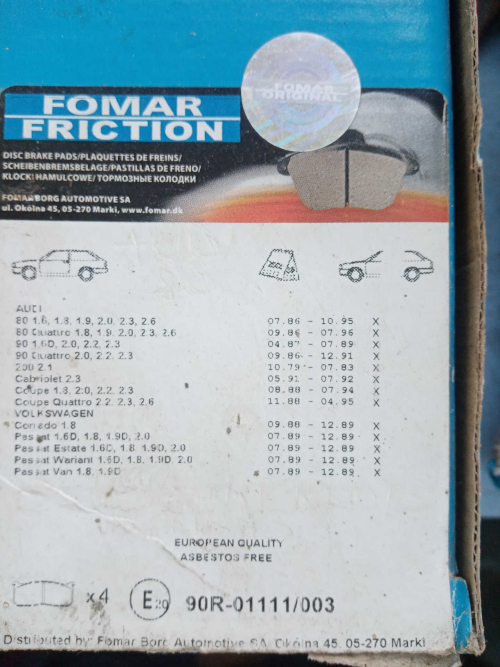 FOMAR
ORIGINAL
FOMAR
FRICTION
DISC BRAKE PADS/PLAQUETTES DE FREINS/
SCHEIBENBREMSBELAGE/PASTILLAS DE FRENO/
KLOCKI HAMULCOWE/ТОРМОЗНЫЕ КОЛОДКИ
FOMAR BORG AUTOMOTIVE SA
ul. Okólna 45, 05-270 Marki, www.fomar.dk
AUDI
80 1.6, 1.8, 1.9, 2.0, 2.3, 2.6 07.86 - 10.95 X
80 Quattro 1.8, 1.9, 2.0, 2.3, 2.6 09.86 - 07.96 X
90 1.6D, 2.0, 2.2, 2.3 04.87 - 07.89 X
90 Quattro 2.0, 2.2, 2.3 09.86- 12.91 X
200 2.1 10.79- 07.83 X
Cabriolet 2.3 05.91 - 07.92 X
Coupe 1.8, 2.0, 2.2, 2.3 08.88 - 07.94 X
Coupe Quattro 2.2, 2.3, 2.6 11.88 - 04.95 X
VOLKSWAGEN
Corrado 1.8 09.88 - 12.89 X
Passat 1.6D, 1.8, 1.9D, 2.0 07.89 - 12.89 X
Passat Estate 1.6D, 1.8, 1.9D, 2.0 07.89 - 12.89 X
Passat Wariant 1.6D, 1.8, 1.9D, 2.0 07.89 - 12.89 X
Passat Van 1.8, 1.9D 07.89 - 12.89 X
EUROPEAN QUALITY
ASBESTOS FREE
x4 E20 90R-01111/003
Distributed by: Fomar Borg Automotive SA, Okólna 45, 05-270 Marki